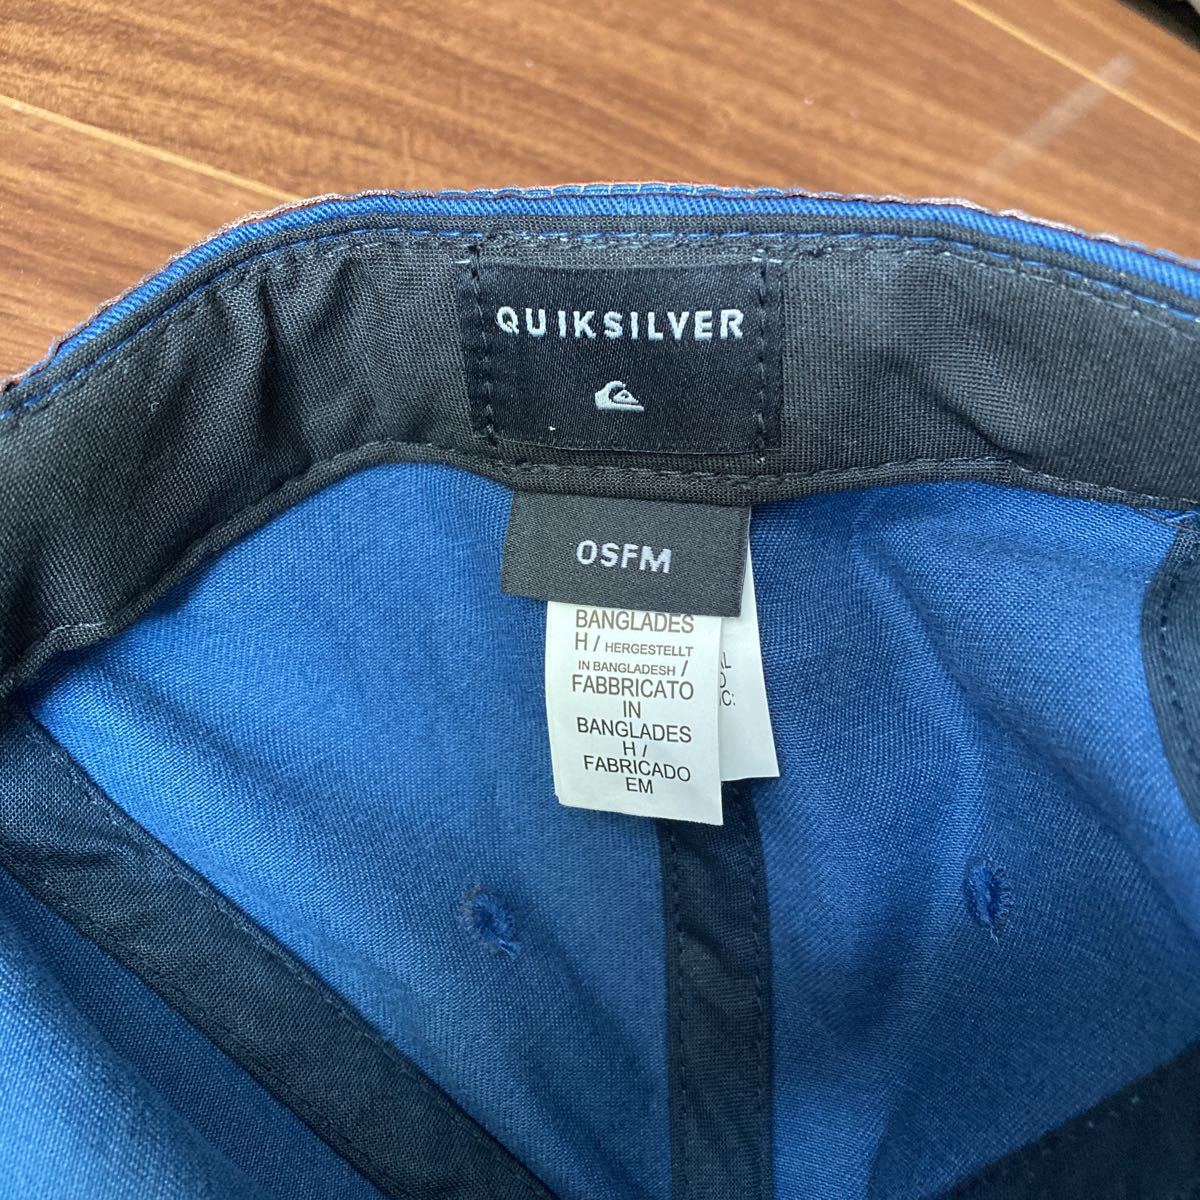 QUIKSILVER
OSFM
BANGLADES
H / HERGESTELLT
IN BANGLADESH /
FABBRICATO
IN
BANGLADES
H /
FABRICADO
EM